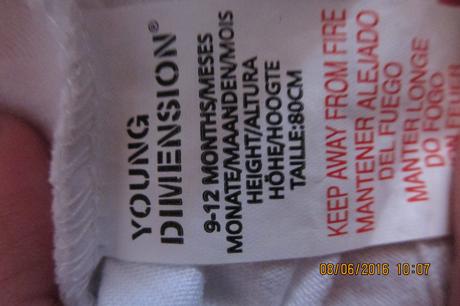 YOUNG
DIMENSION®
9-12 MONTHS/MESES
MONATE/MAANDEN/MOIS
HEIGHT/ALTURA
HÖHE/HOOGTE
TAILLE:80CM
KEEP AWAY FROM FIRE
MANTENER ALEJADO
DEL FUEGO
MANTER LONGE
DO FOGO
08/06/2016 10:07